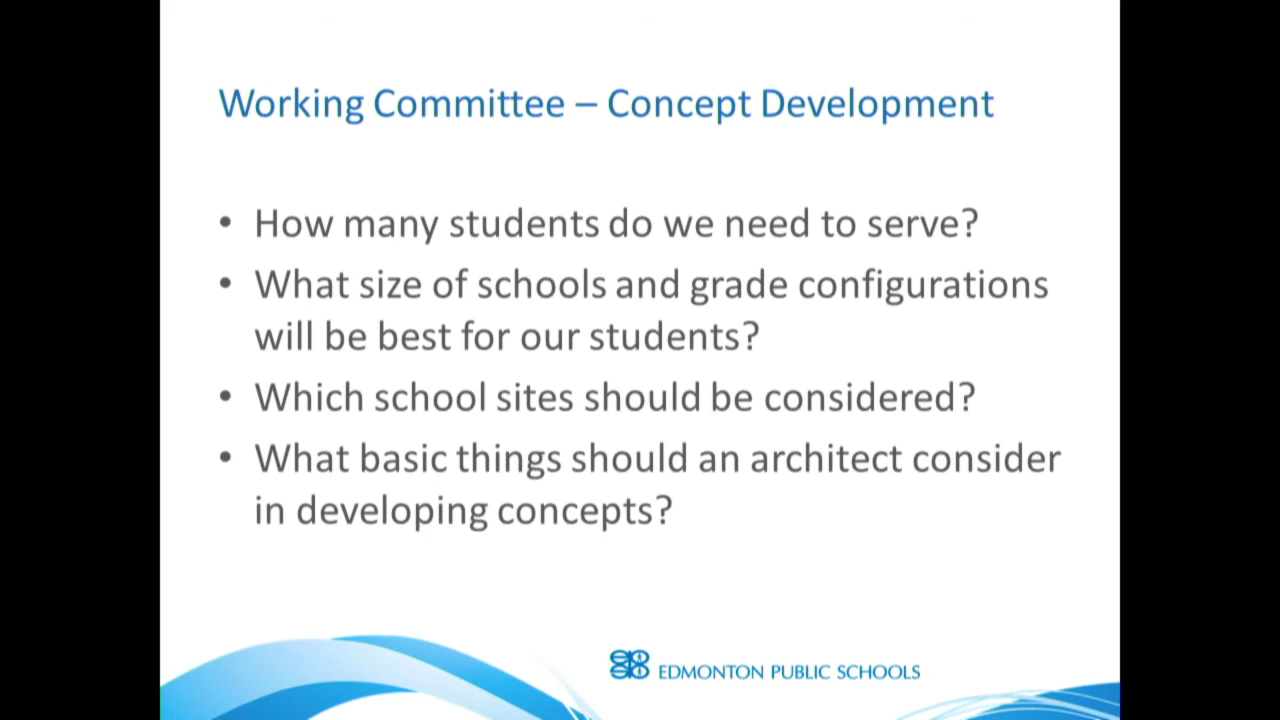 Working Committee – Concept Development
• How many students do we need to serve?
• What size of schools and grade configurations
will be best for our students?
• Which school sites should be considered?
• What basic things should an architect consider
in developing concepts?
EDMONTON PUBLIC SCHOOLS